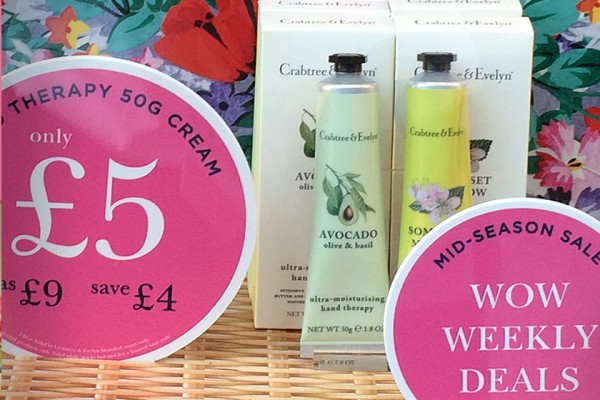 THERAPY 50G CREAM
only
£5
as £9 save £4
Crabtree & Evelyn
Crabtree & Evelyn
Crabtree & Evelyn
AVOCADO
olive & basil
ultra-moisturising
hand therapy
NET WT 50g ℮ 1.8 OZ
Crabtree & Evelyn
SOM
MID-SEASON SALE
WOW
WEEKLY
DEALS